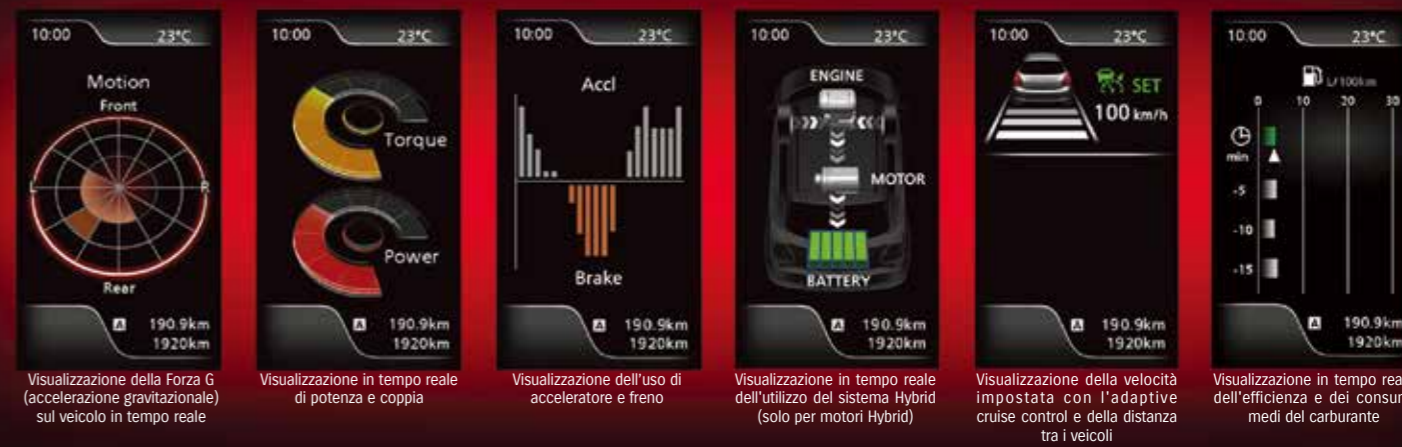 10:00 23°C
Motion
Front
L R
Rear
A 190.9km
1920km
Visualizzazione della Forza G
(accelerazione gravitazionale)
sul veicolo in tempo reale
10:00 23°C
Torque
Power
A 190.9km
1920km
Visualizzazione in tempo reale
di potenza e coppia
10:00 23°C
Accl
Brake
A 190.9km
1920km
Visualizzazione dell'uso di
acceleratore e freno
10:00 23°C
ENGINE
MOTOR
BATTERY
A 190.9km
1920km
Visualizzazione in tempo reale
dell'utilizzo del sistema Hybrid
(solo per motori Hybrid)
10:00 23°C
SET
100 km/h
A 190.9km
1920km
Visualizzazione della velocità
impostata con l'adaptive
cruise control e della distanza
tra i veicoli
10:00 23°C
L/100km
0 10 20 30
min
-5
-10
-15
A 190.9km
1920km
Visualizzazione in tempo rea
dell'efficienza e dei consu
medi del carburante